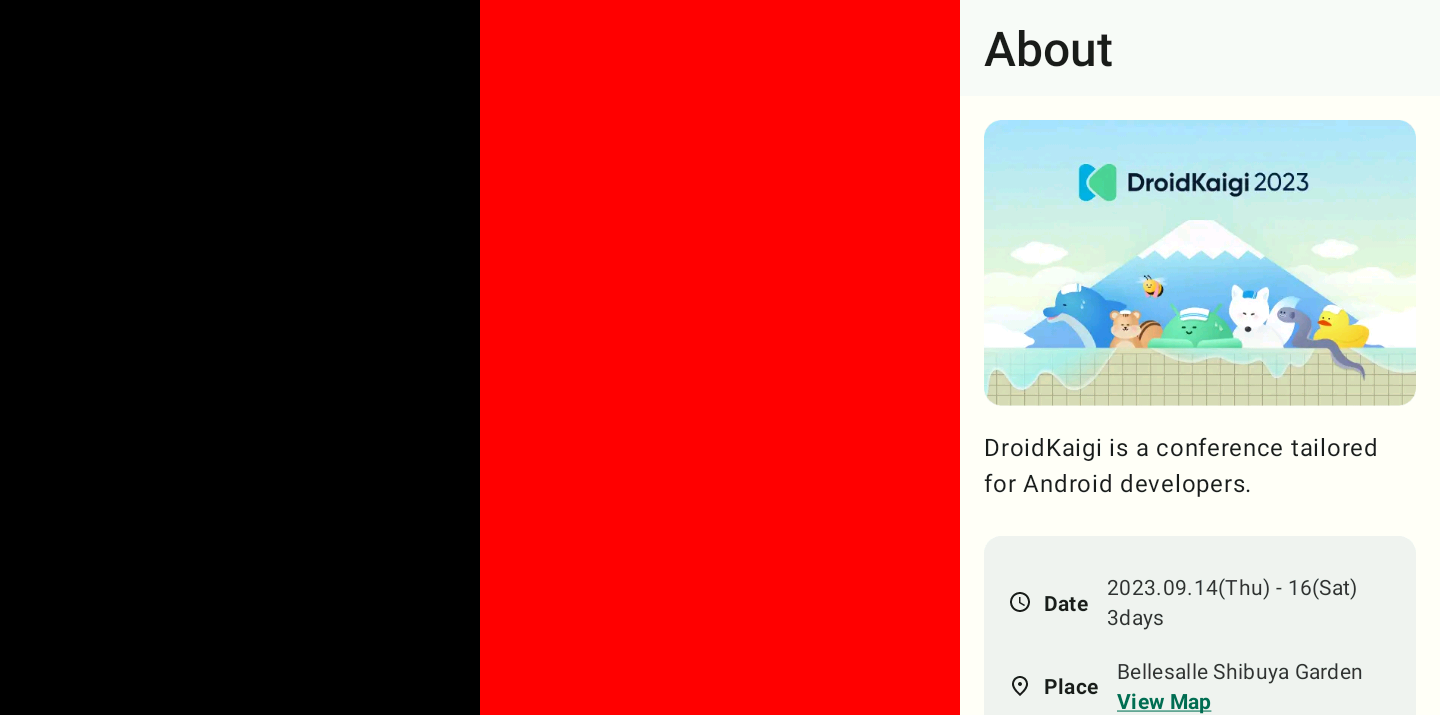 About
DroidKaigi 2023
DroidKaigi is a conference tailored
for Android developers.
Date
2023.09.14(Thu) - 16(Sat)
3days
Place
Bellesalle Shibuya Garden
View Map